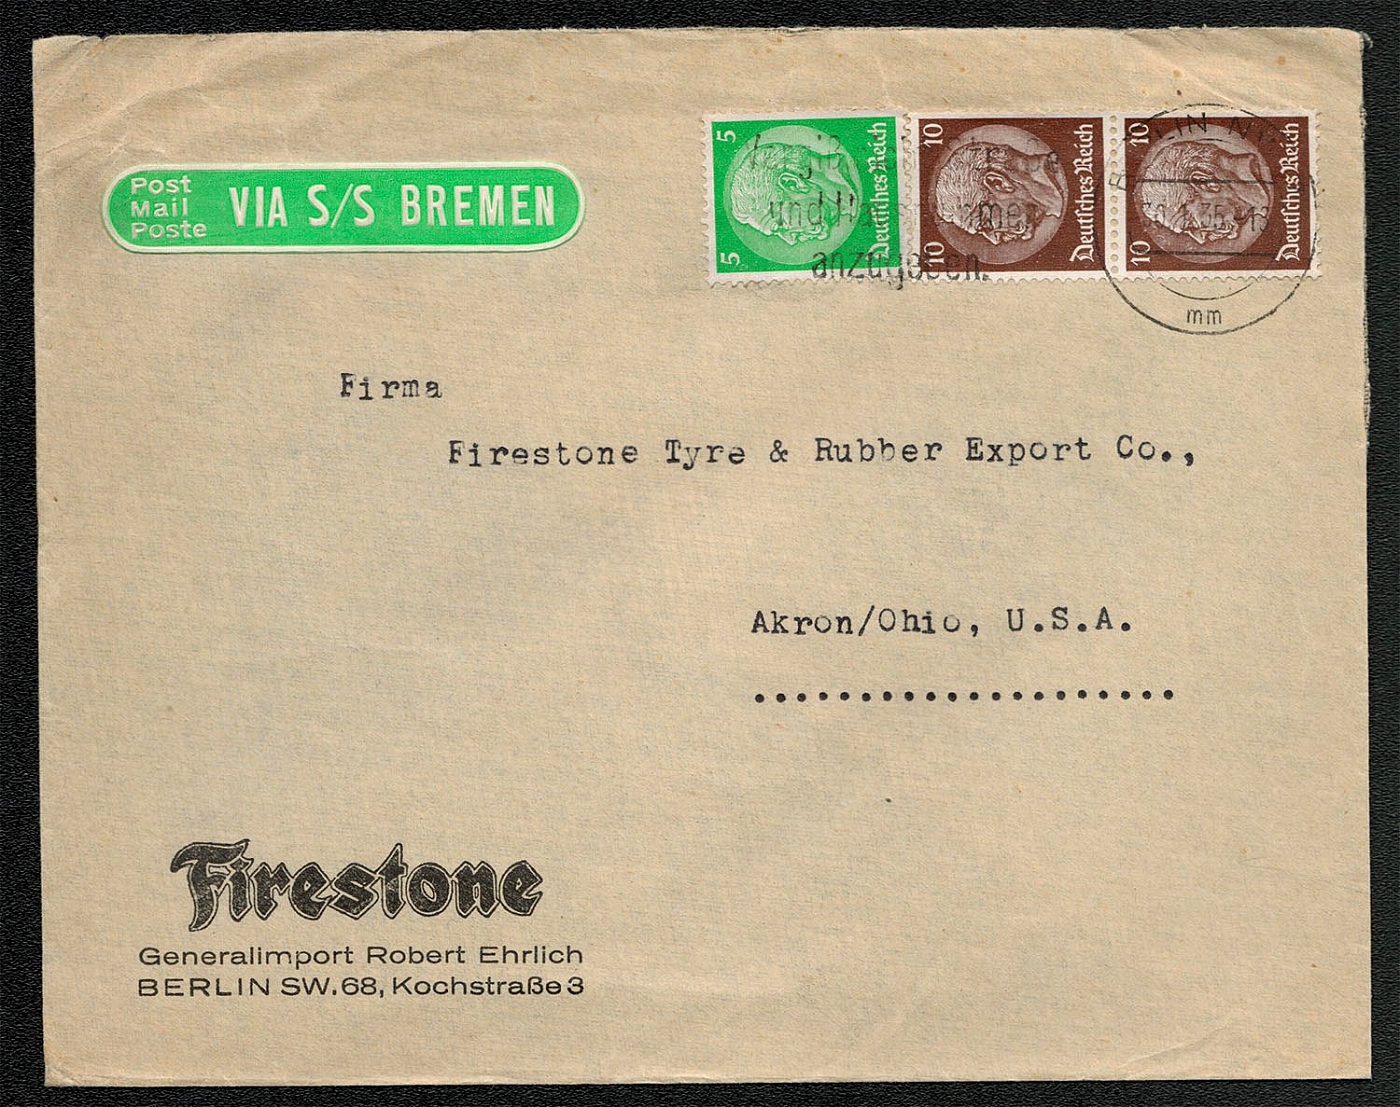 Post
Mail
Poste
VIA S/S BREMEN
5
5
Deutsches Reich
10
10
Deutsches Reich
10
10
Deutsches Reich
und
anzugeben.
mm
Firma
Firestone Tyre & Rubber Export Co.,
Akron/Ohio, U.S.A.
.....................
Firestone
Generalimport Robert Ehrlich
BERLIN SW.68, Kochstraße 3